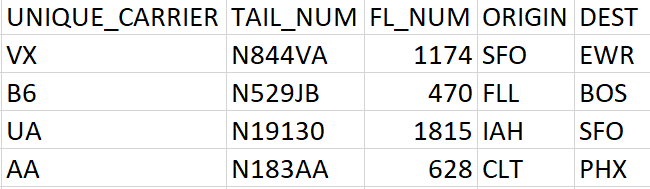 UNIQUE_CARRIER TAIL_NUM FL_NUM ORIGIN DEST
VX N844VA 1174 SFO EWR
B6 N529JB 470 FLL BOS
UA N19130 1815 IAH SFO
AA N183AA 628 CLT PHX